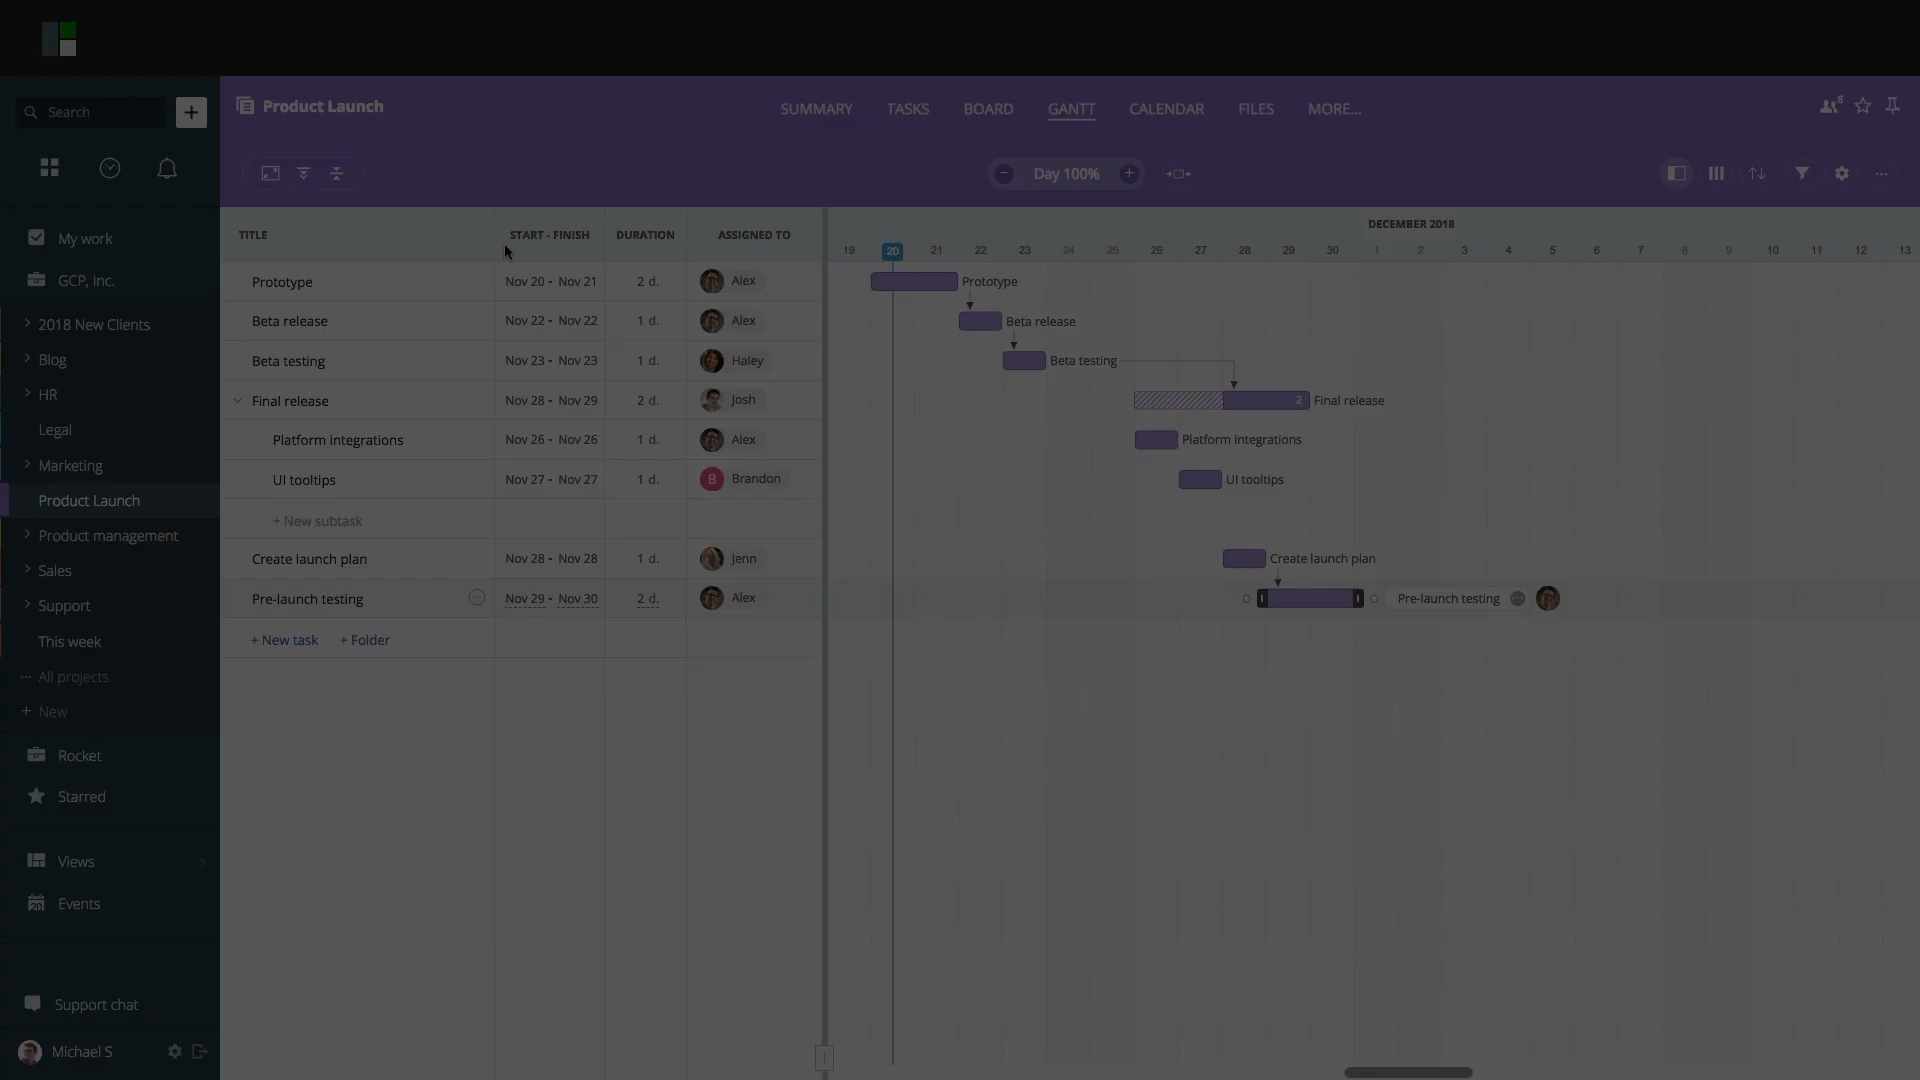 Search
My work
GCP, Inc.
2018 New Clients
Blog
HR
Legal
Marketing
Product Launch
Product management
Sales
Support
This week
All projects
New
Rocket
Starred
Views
20
Events
Support chat
Michael S
Product Launch
SUMMARY TASKS BOARD GANTT CALENDAR FILES MORE...
8
Day 100%
TITLE START - FINISH DURATION ASSIGNED TO
Prototype Nov 20 - Nov 21 2 d. Alex
Beta release Nov 22 - Nov 22 1 d. Alex
Beta testing Nov 23 - Nov 23 1 d. Haley
Final release Nov 28 - Nov 29 2 d. Josh
Platform integrations Nov 26 - Nov 26 1 d. Alex
UI tooltips Nov 27 - Nov 27 1 d. B Brandon
+ New subtask
Create launch plan Nov 28 - Nov 28 1 d. Jenn
Pre-launch testing Nov 29 - Nov 30 2 d. Alex
+ New task + Folder
DECEMBER 2018
19 20 21 22 23 24 25 26 27 28 29 30 1 2 3 4 5 6 7 8 9 10 11 12 13
Prototype
Beta release
Beta testing
2 Final release
Platform integrations
UI tooltips
Create launch plan
Pre-launch testing